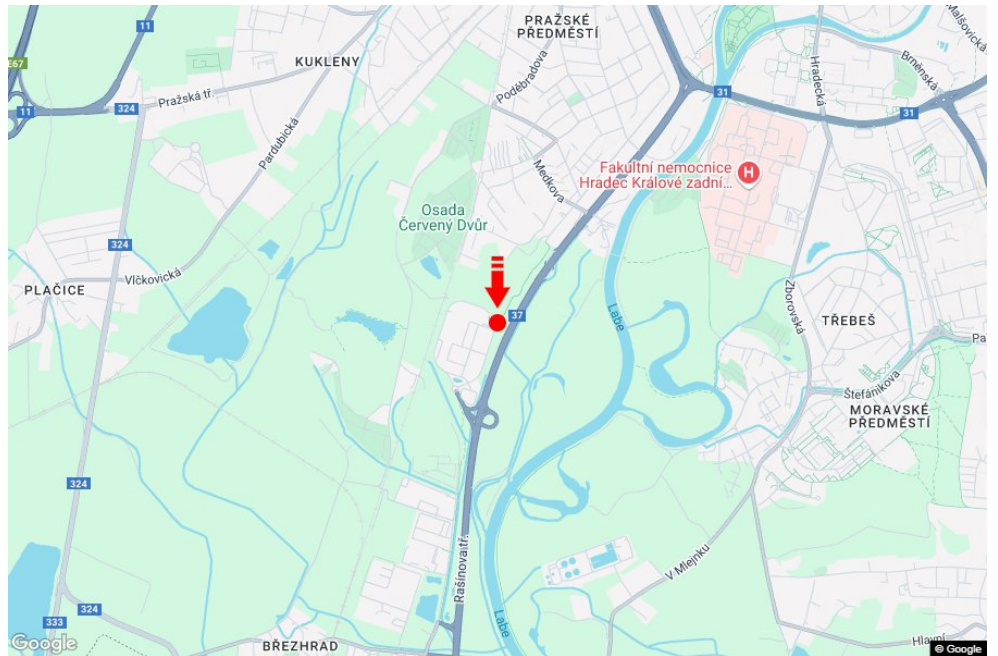 11
PRAŽSKÉ
PŘEDMĚSTÍ
Malšovická
KUKLENY
E67
11
324
Pražská tř.
Poděbradova
Hradecká
Brněnská
31
31
Pardubická
Medkova
Fakultní nemocnice
Hradec Králové zadní...
H
Osada
Červený Dvůr
324
Vlčkovická
PLAČICE
37
Labe
Zborovská
TŘEBEŠ
Pa
Štefánikova
MORAVSKÉ
PŘEDMĚSTÍ
324
Rašínova tř.
V Mlejnku
324
333
Labe
BŘEZHRAD
Hlavní
Google
© Google